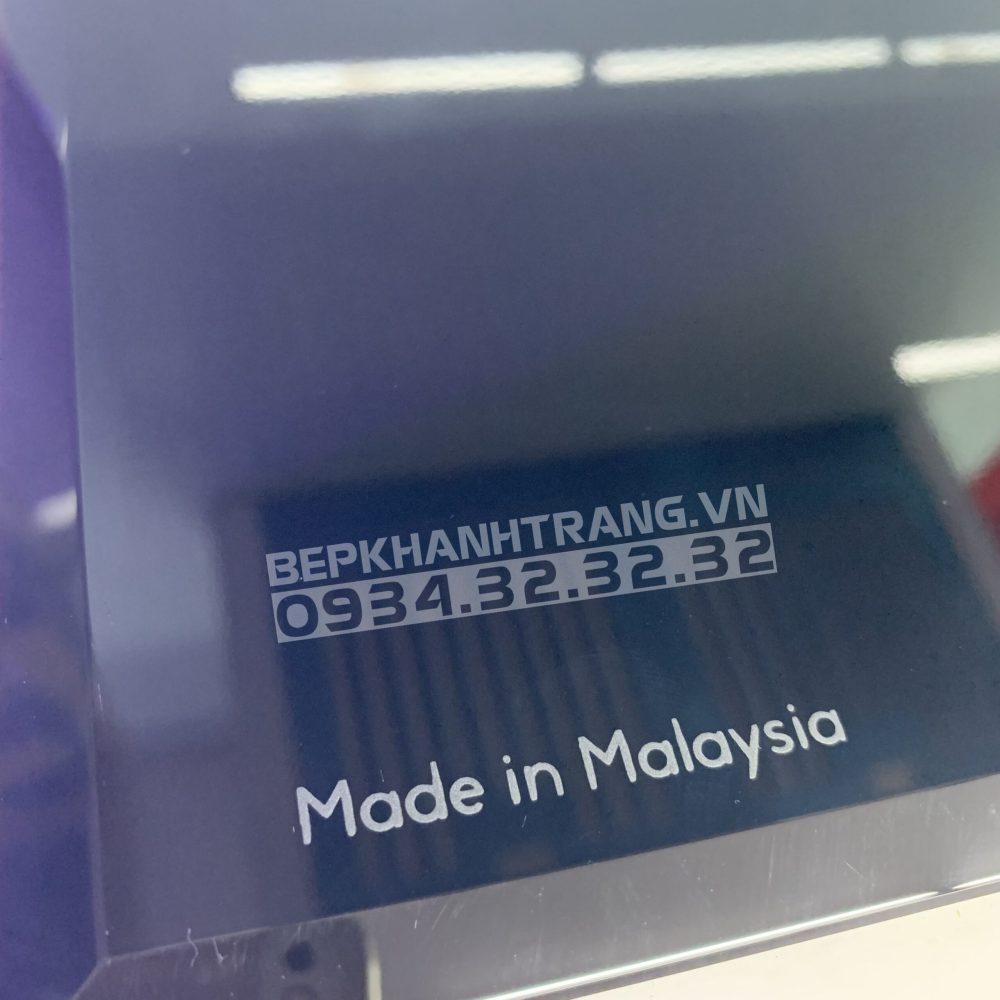 BEPKHANHTRANG.VN
0934.32.32.32
Made in Malaysia